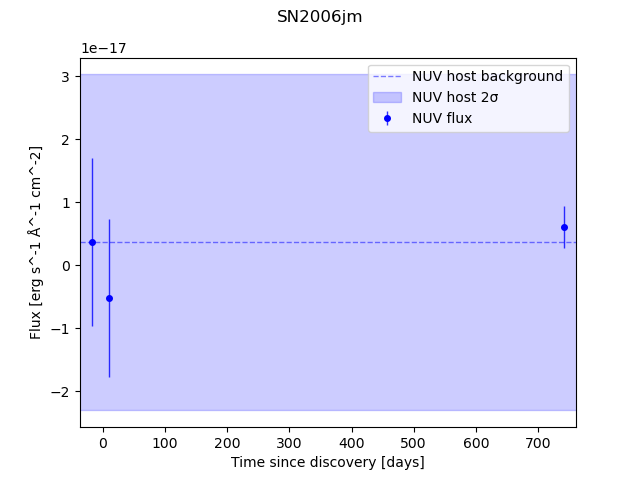 SN2006jm
1e−17
NUV host background
NUV host 2σ
NUV flux
3
2
1
0
−1
−2
Flux [erg s^-1 Å^-1 cm^-2]
0 100 200 300 400 500 600 700
Time since discovery [days]